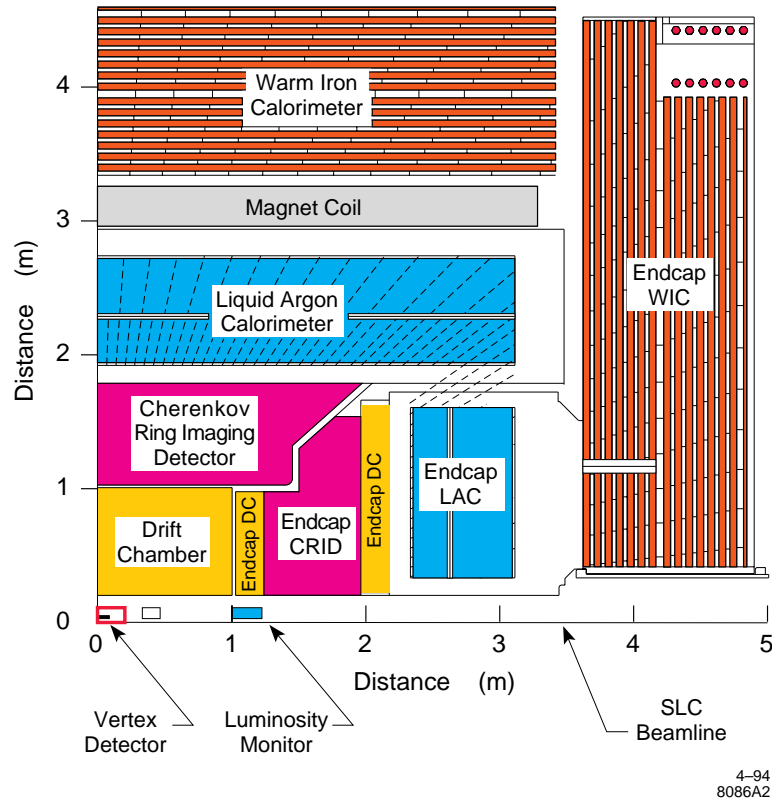 Warm Iron
Calorimeter
4
Magnet Coil
3
Distance (m)
Endcap
WIC
Liquid Argon
Calorimeter
2
Cherenkov
Ring Imaging
Detector
Endcap DC
Endcap
LAC
1
Drift
Chamber
Endcap DC
Endcap
CRID
0
0 1 2 3 4 5
Distance (m)
Vertex
Detector
Luminosity
Monitor
SLC
Beamline
4–94
8086A2